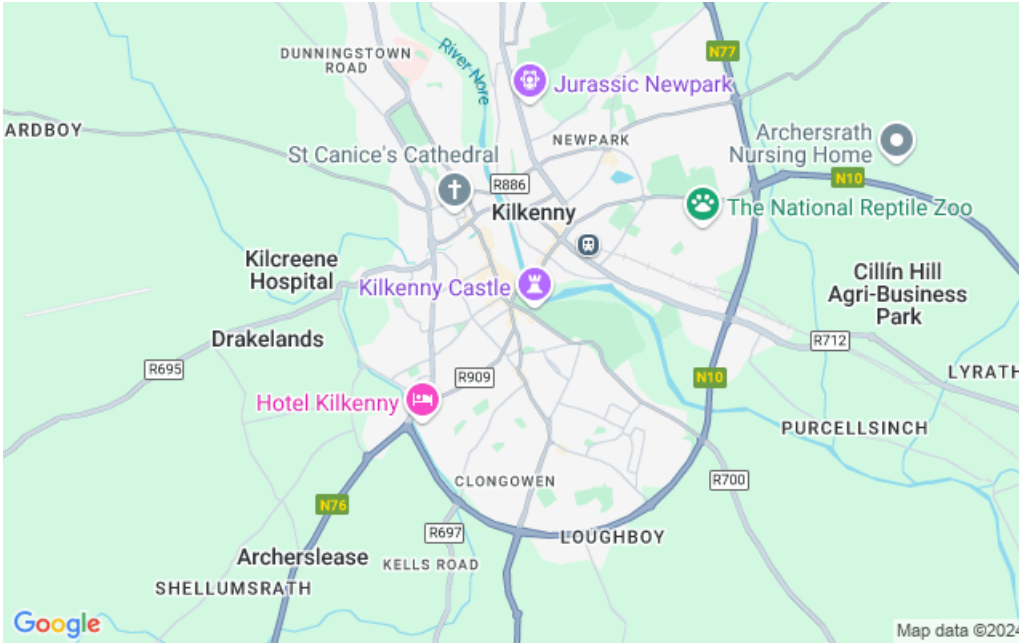 DUNNINGSTOWN
ROAD
River Nore
N77
Jurassic Newpark
ARDBOY
NEWPARK
Archersrath
Nursing Home
St Canice's Cathedral
R886
N10
Kilkenny
The National Reptile Zoo
Kilcreene
Hospital
Kilkenny Castle
Cillín Hill
Agri-Business
Park
Drakelands
R712
R695
R909
N10
LYRATH
Hotel Kilkenny
PURCELLSINCH
CLONGOWEN
R700
N76
R697
LOUGHBOY
Archerslease
KELLS ROAD
SHELLUMSRATH
Google
Map data ©2024